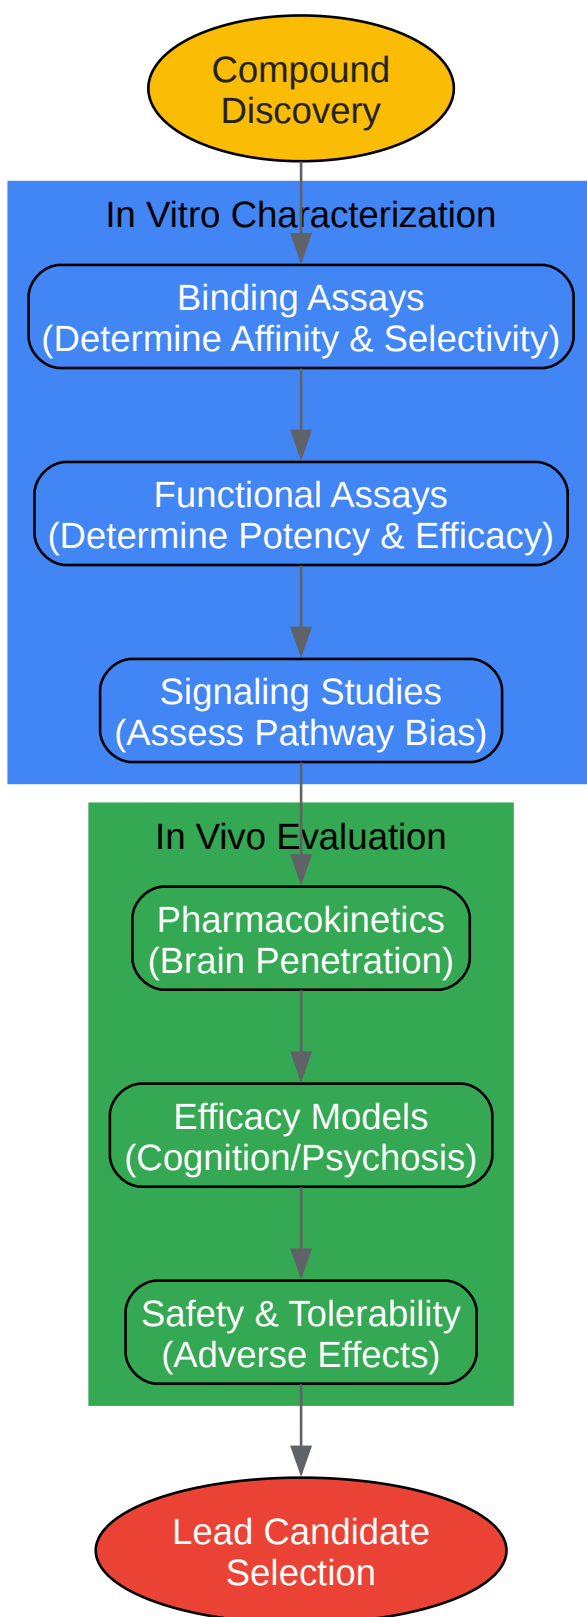 Compound
Discovery
In Vitro Characterization
Binding Assays
(Determine Affinity & Selectivity)
Functional Assays
(Determine Potency & Efficacy)
Signaling Studies
(Assess Pathway Bias)
In Vivo Evaluation
Pharmacokinetics
(Brain Penetration)
Efficacy Models
(Cognition/Psychosis)
Safety & Tolerability
(Adverse Effects)
Lead Candidate
Selection